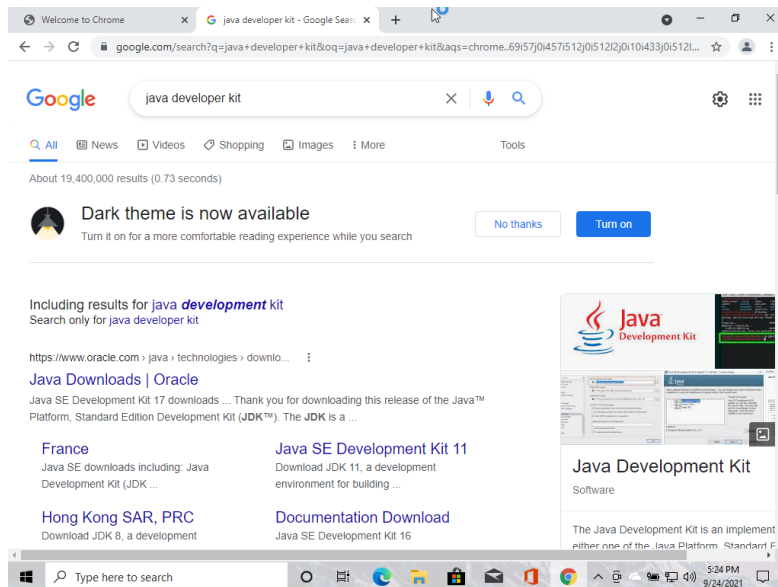 Welcome to Chrome
java developer kit - Google Sear
google.com/search?q=java+developer+kit&oq=java+developer+kit&aqs=chrome..69i57j0i457i512j0i512l2j0i10i433j0i512l...
Google
java developer kit
All News Videos Shopping Images More Tools
About 19,400,000 results (0.73 seconds)
Dark theme is now available
Turn it on for a more comfortable reading experience while you search
No thanks
Turn on
Including results for java development kit
Search only for java developer kit
https://www.oracle.com › java › technologies › downlo...
Java Downloads | Oracle
Java SE Development Kit 17 downloads ... Thank you for downloading this release of the Java™
Platform, Standard Edition Development Kit (JDK™). The JDK is a ...
France
Java SE downloads including: Java
Development Kit (JDK ...
Java SE Development Kit 11
Download JDK 11, a development
environment for building ...
Hong Kong SAR, PRC
Download JDK 8, a development
Documentation Download
Java SE Development Kit 16
Java
Development Kit
Java Development Kit
Software
The Java Development Kit is an implement
either one of the Java Platform, Standard E
Type here to search
5:24 PM
9/24/2021